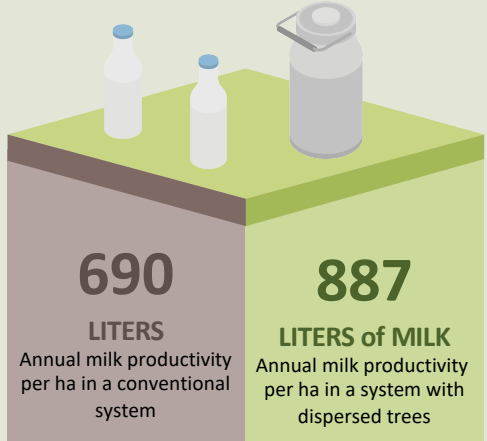 690
LITERS
Annual milk productivity
per ha in a conventional
system
887
LITERS of MILK
Annual milk productivity
per ha in a system with
dispersed trees